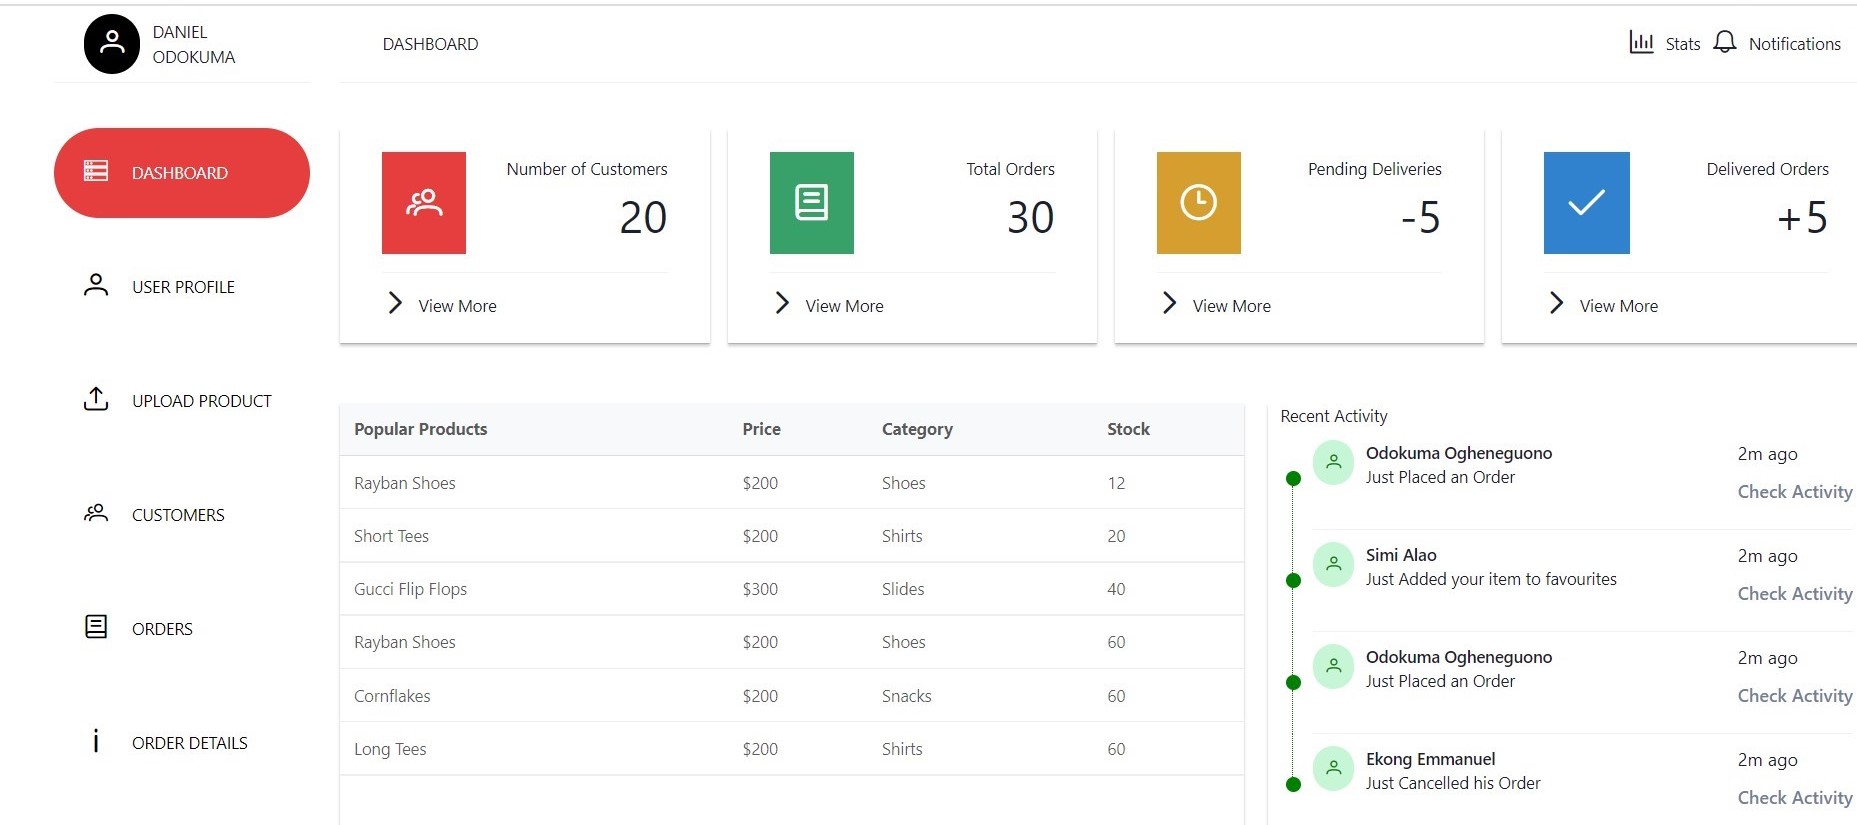 DANIEL
ODOKUMA
DASHBOARD
Stats Notifications
DASHBOARD
USER PROFILE
UPLOAD PRODUCT
CUSTOMERS
ORDERS
ORDER DETAILS
Number of Customers
20
View More
Total Orders
30
View More
Pending Deliveries
-5
View More
Delivered Orders
+5
View More
Popular Products Price Category Stock
Rayban Shoes $200 Shoes 12
Short Tees $200 Shirts 20
Gucci Flip Flops $300 Slides 40
Rayban Shoes $200 Shoes 60
Cornflakes $200 Snacks 60
Long Tees $200 Shirts 60
Recent Activity
Odokuma Ogheneguono 2m ago
Just Placed an Order
Check Activity
Simi Alao 2m ago
Just Added your item to favourites
Check Activity
Odokuma Ogheneguono 2m ago
Just Placed an Order
Check Activity
Ekong Emmanuel 2m ago
Just Cancelled his Order
Check Activity